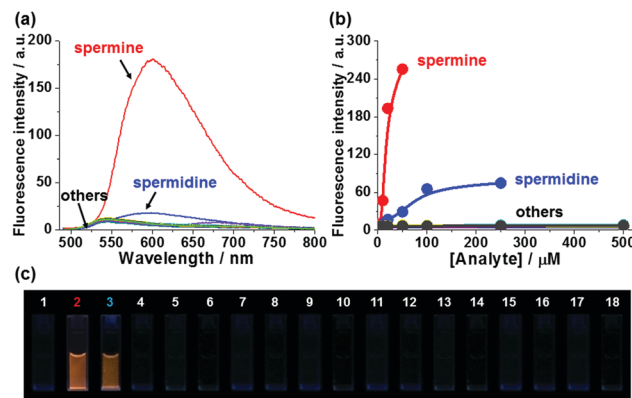 (a)
200
150
100
50
0
Fluorescence intensity / a.u.
spermine
spermidine
others
500 550 600 650 700 750 800
Wavelength / nm
(b)
300
240
180
120
60
0
Fluorescence intensity / a.u.
spermine
spermidine
others
0 100 200 300 400 500
[Analyte] / μM
(c)
1 2 3 4 5 6 7 8 9 10 11 12 13 14 15 16 17 18